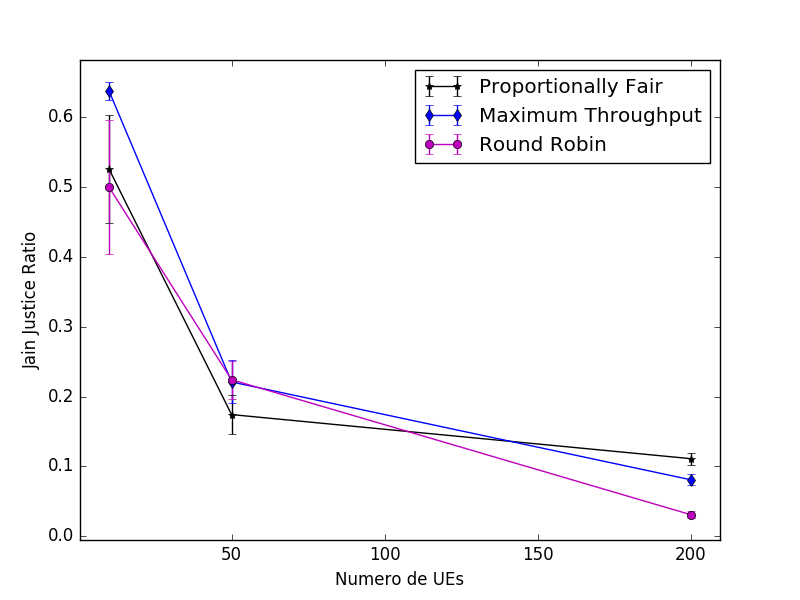 Proportionally Fair
Maximum Throughput
Round Robin
0.6
0.5
0.4
0.3
0.2
0.1
0.0
Jain Justice Ratio
50
100
150
200
Numero de UEs